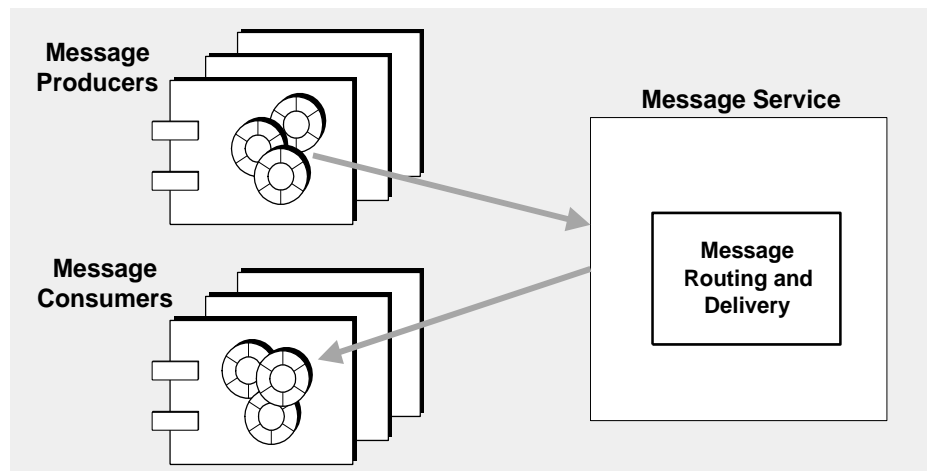 Message
Producers
Message Service
Message
Routing and
Delivery
Message
Consumers